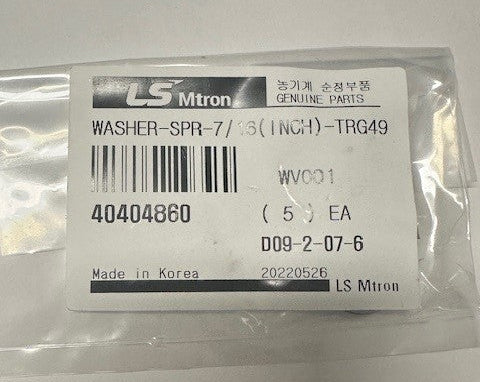 LS Mtron 농기계 순정부품
GENUINE PARTS
WASHER-SPR-7/16(INCH)-TRG49
WV001
40404860 ( 5 ) EA
D09-2-07-6
Made in Korea 20220526
LS Mtron